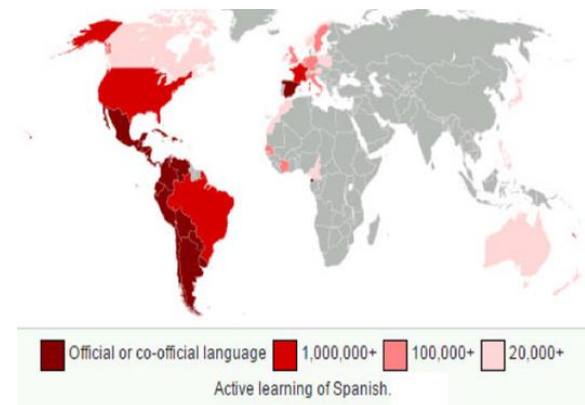 Official or co-official language 1,000,000+ 100,000+ 20,000+
Active learning of Spanish.